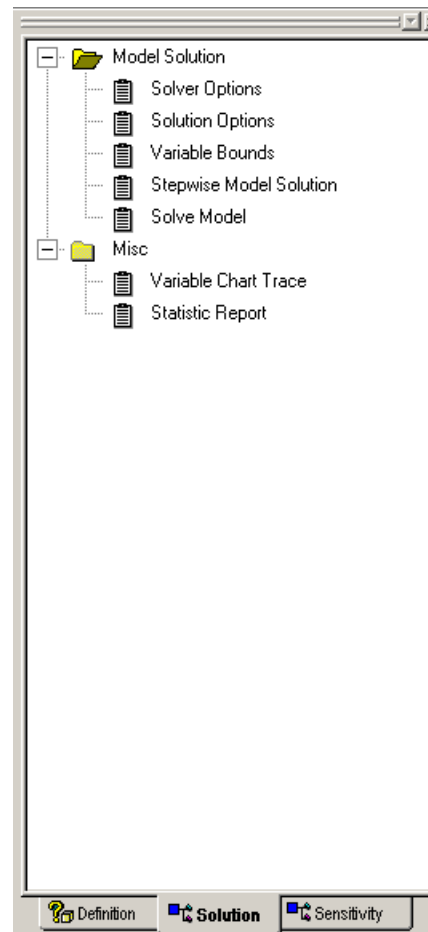 Model Solution
Solver Options
Solution Options
Variable Bounds
Stepwise Model Solution
Solve Model
Misc
Variable Chart Trace
Statistic Report
Definition Solution Sensitivity